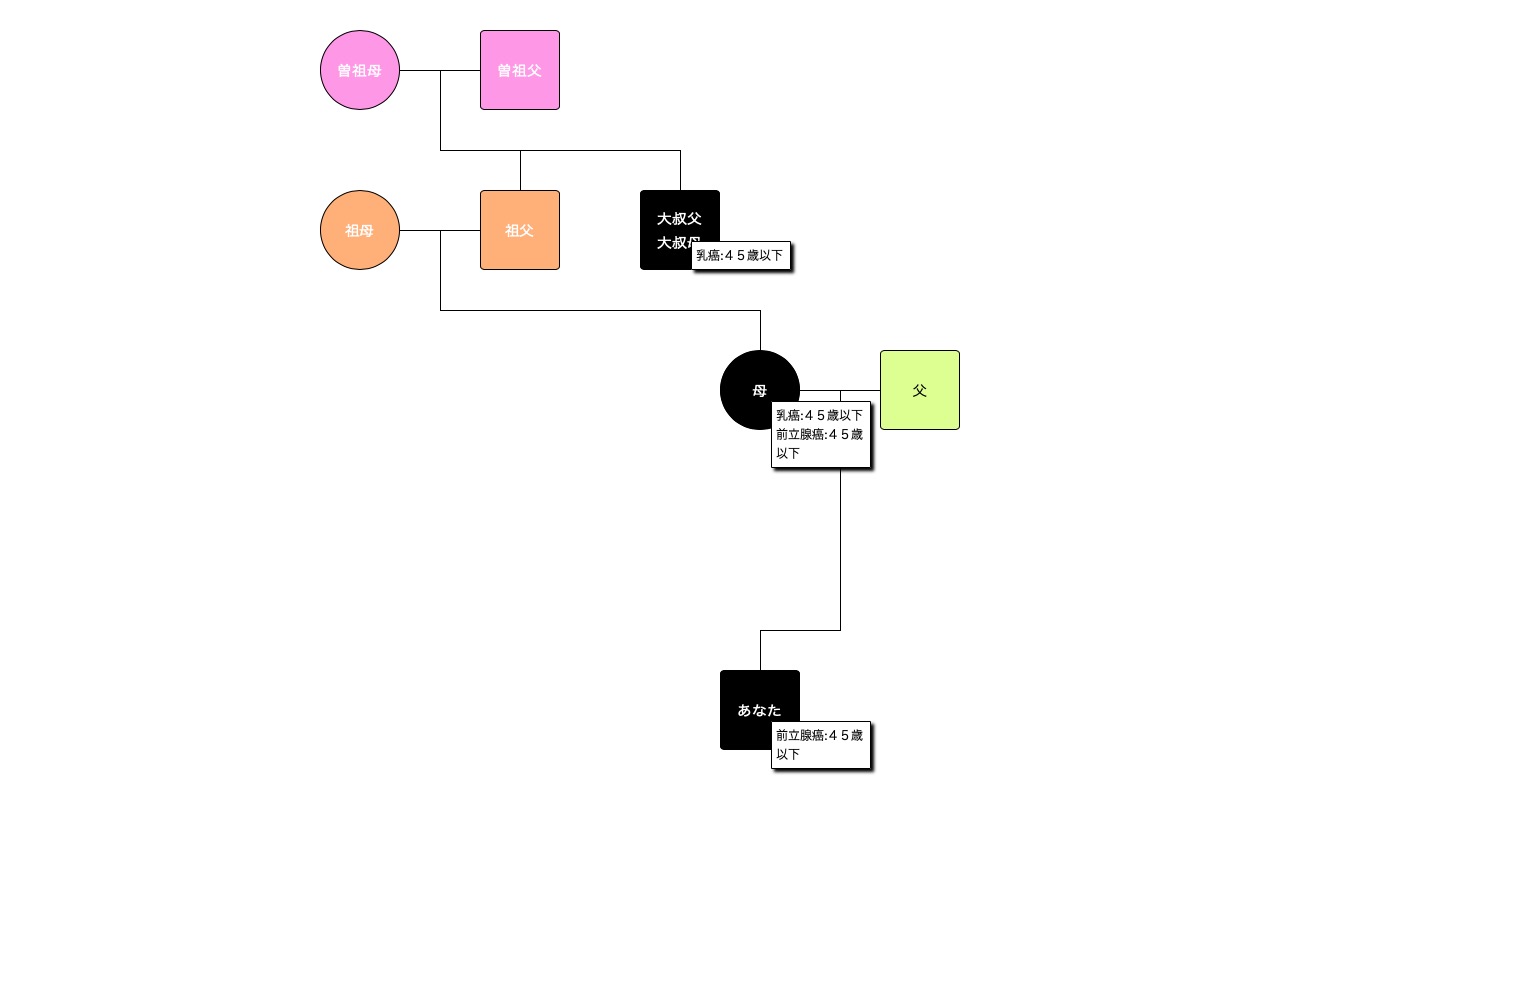 曽祖母
曽祖父
祖母
祖父
大叔父
大叔母
乳癌:４５歳以下
母
父
乳癌:４５歳以下
前立腺癌:４５歳
以下
あなた
前立腺癌:４５歳
以下